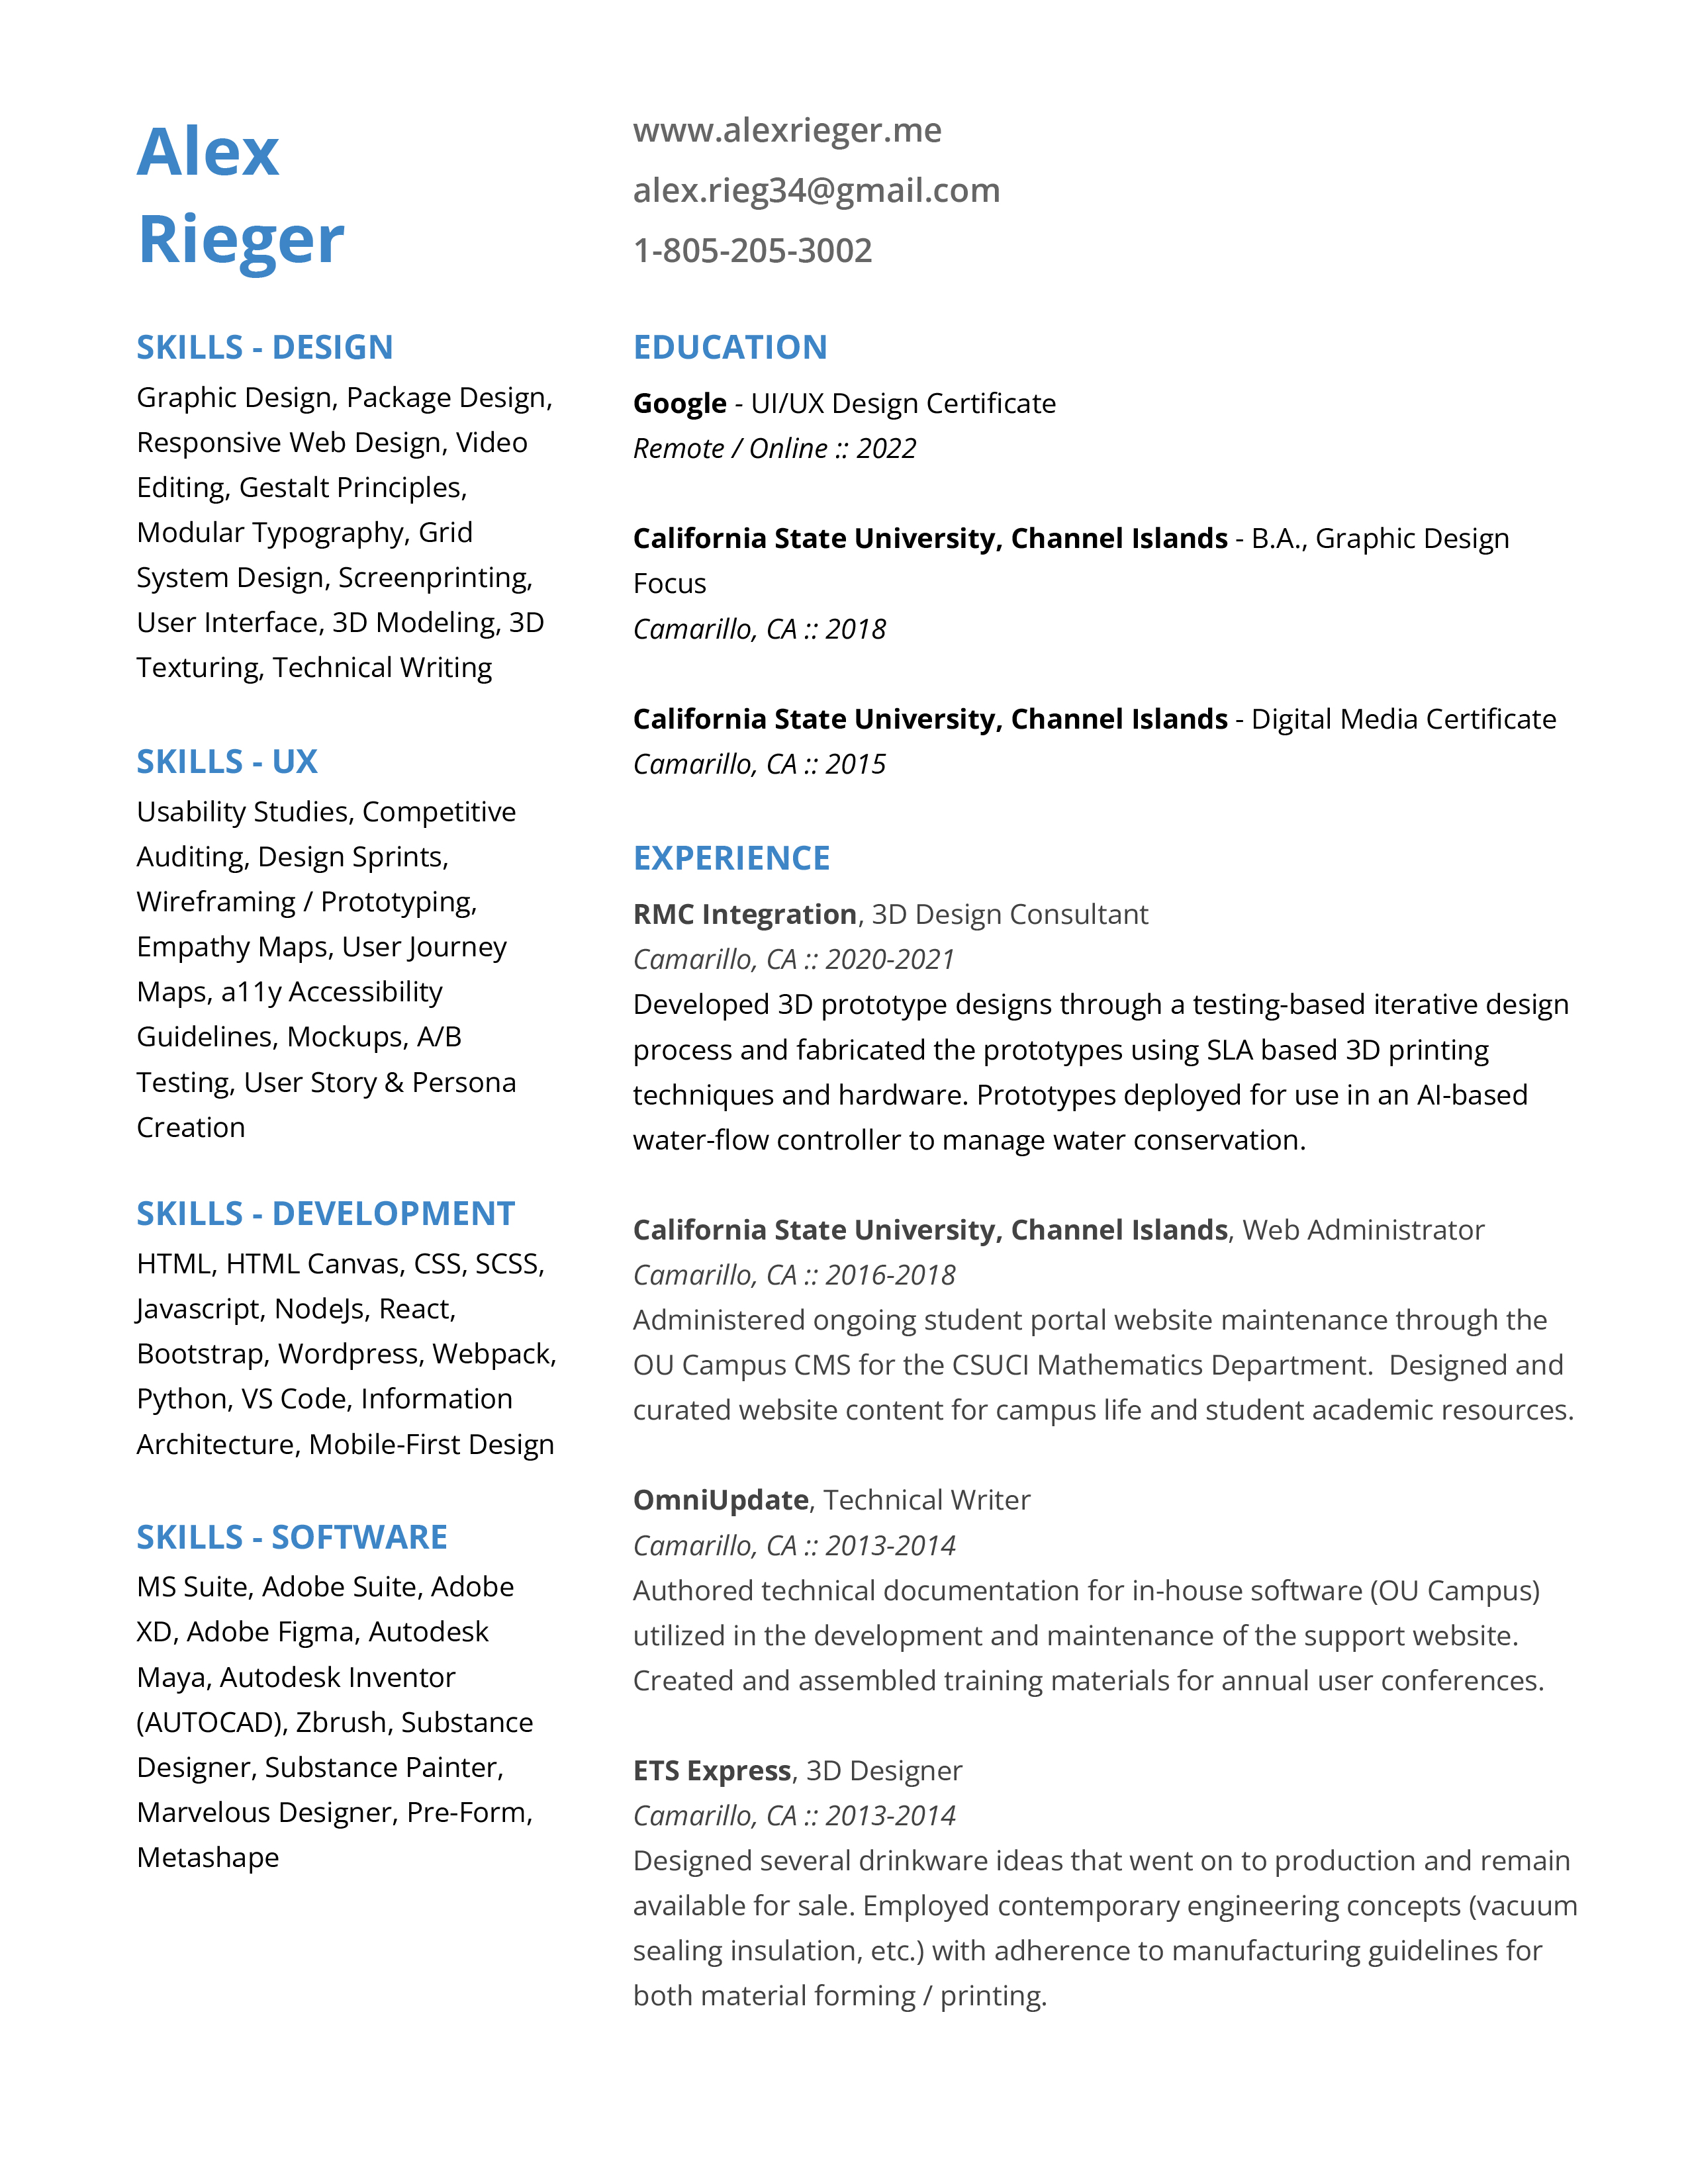 Alex
Rieger
www.alexrieger.me
alex.rieg34@gmail.com
1-805-205-3002
SKILLS - DESIGN
Graphic Design, Package Design,
Responsive Web Design, Video
Editing, Gestalt Principles,
Modular Typography, Grid
System Design, Screenprinting,
User Interface, 3D Modeling, 3D
Texturing, Technical Writing
SKILLS - UX
Usability Studies, Competitive
Auditing, Design Sprints,
Wireframing / Prototyping,
Empathy Maps, User Journey
Maps, a11y Accessibility
Guidelines, Mockups, A/B
Testing, User Story & Persona
Creation
SKILLS - DEVELOPMENT
HTML, HTML Canvas, CSS, SCSS,
Javascript, NodeJs, React,
Bootstrap, Wordpress, Webpack,
Python, VS Code, Information
Architecture, Mobile-First Design
SKILLS - SOFTWARE
MS Suite, Adobe Suite, Adobe
XD, Adobe Figma, Autodesk
Maya, Autodesk Inventor
(AUTOCAD), Zbrush, Substance
Designer, Substance Painter,
Marvelous Designer, Pre-Form,
Metashape
EDUCATION
Google - UI/UX Design Certificate
Remote / Online :: 2022
California State University, Channel Islands - B.A., Graphic Design
Focus
Camarillo, CA :: 2018
California State University, Channel Islands - Digital Media Certificate
Camarillo, CA :: 2015
EXPERIENCE
RMC Integration, 3D Design Consultant
Camarillo, CA :: 2020-2021
Developed 3D prototype designs through a testing-based iterative design
process and fabricated the prototypes using SLA based 3D printing
techniques and hardware. Prototypes deployed for use in an AI-based
water-flow controller to manage water conservation.
California State University, Channel Islands, Web Administrator
Camarillo, CA :: 2016-2018
Administered ongoing student portal website maintenance through the
OU Campus CMS for the CSUCI Mathematics Department.  Designed and
curated website content for campus life and student academic resources.
OmniUpdate, Technical Writer
Camarillo, CA :: 2013-2014
Authored technical documentation for in-house software (OU Campus)
utilized in the development and maintenance of the support website.
Created and assembled training materials for annual user conferences.
ETS Express, 3D Designer
Camarillo, CA :: 2013-2014
Designed several drinkware ideas that went on to production and remain
available for sale. Employed contemporary engineering concepts (vacuum
sealing insulation, etc.) with adherence to manufacturing guidelines for
both material forming / printing.